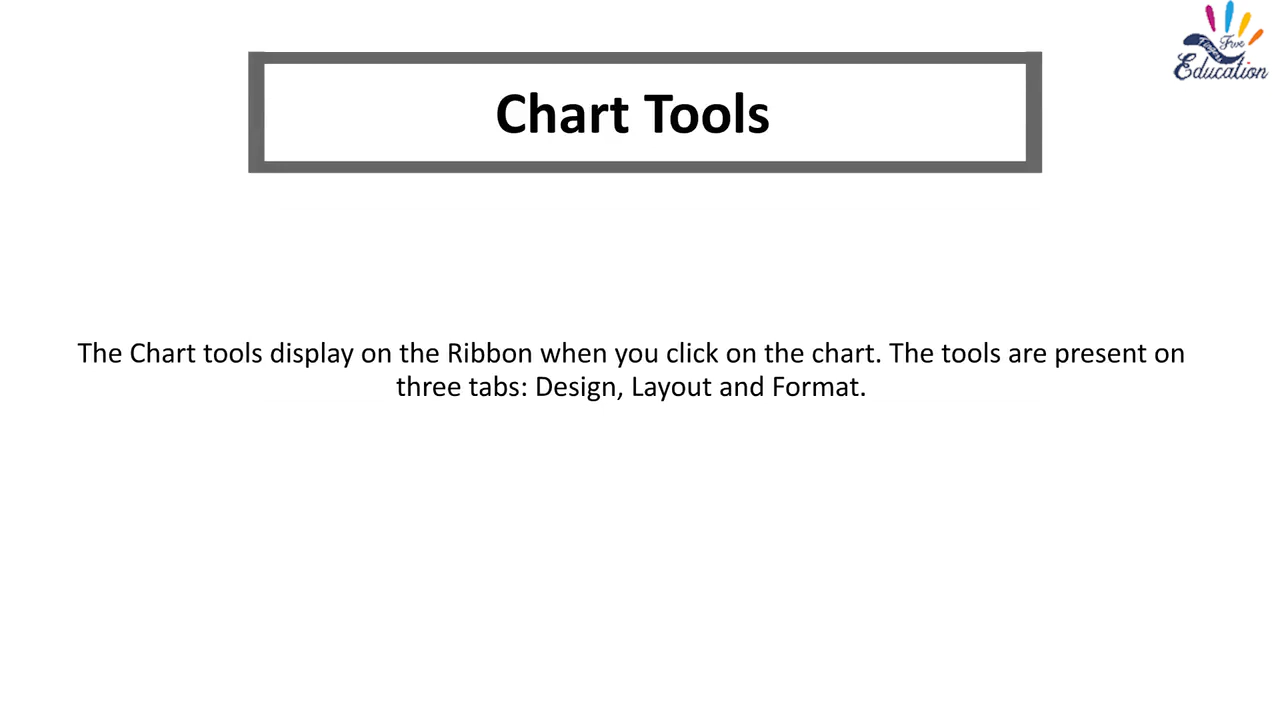 Five
Fingers
Education
Chart Tools
The Chart tools display on the Ribbon when you click on the chart. The tools are present on
three tabs: Design, Layout and Format.